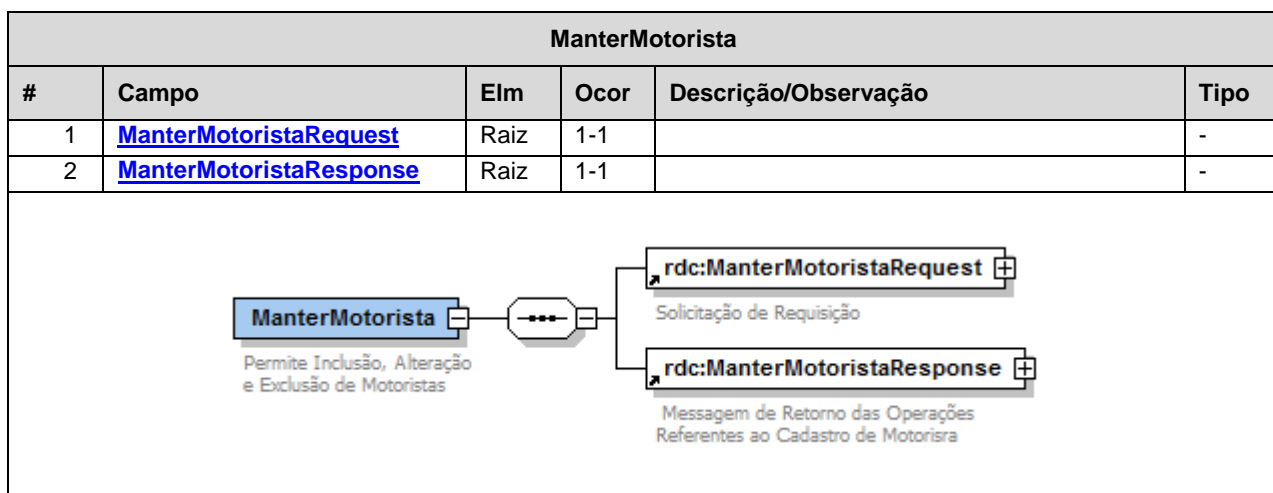 ManterMotorista
# Campo Elm Ocor Descrição/Observação Tipo
1 ManterMotoristaRequest Raiz 1-1 -
2 ManterMotoristaResponse Raiz 1-1 -
rdc:ManterMotoristaRequest
Solicitação de Requisição
ManterMotorista
Permite Inclusão, Alteração
e Exclusão de Motoristas
rdc:ManterMotoristaResponse
Messagem de Retorno das Operações
Referentes ao Cadastro de Motorisra